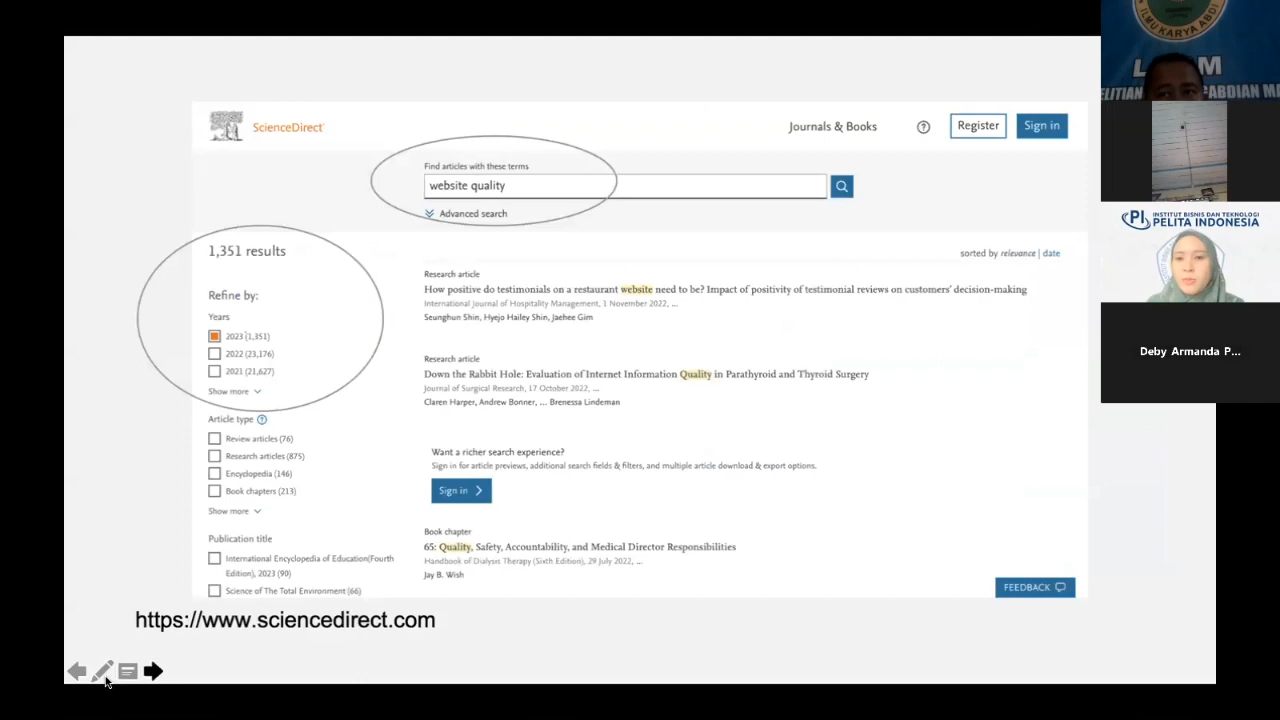 ScienceDirect
Journals & Books
Register
Sign in
Find articles with these terms
website quality
Advanced search
1,351 results
sorted by relevance | date
Refine by:
Years
2023 (1,351)
2022 (23,176)
2021 (21,627)
Show more
Article type
Review articles (76)
Research articles (875)
Encyclopedia (146)
Book chapters (213)
Show more
Publication title
International Encyclopedia of Education(Fourth
Edition), 2023 (90)
Science of The Total Environment (66)
Research article
How positive do testimonials on a restaurant website need to be? Impact of positivity of testimonial reviews on customers' decision-making
International Journal of Hospitality Management, 1 November 2022, ...
Seunghun Shin, Hyejo Hailey Shin, Jaehee Gim
Research article
Down the Rabbit Hole: Evaluation of Internet Information Quality in Parathyroid and Thyroid Surgery
Journal of Surgical Research, 17 October 2022, ...
Claren Harper, Andrew Bonner, ... Brenessa Lindeman
Want a richer search experience?
Sign in for article previews, additional search fields & filters, and multiple article download & export options.
Sign in
Book chapter
65: Quality, Safety, Accountability, and Medical Director Responsibilities
Handbook of Dialysis Therapy (Sixth Edition), 29 July 2022, ...
Jay B. Wish
FEEDBACK
https://www.sciencedirect.com
ILMU KARYA ABDI
PI INSTITUT BISNIS DAN TEKNOLOGI
PELITA INDONESIA
Deby Armanda P...